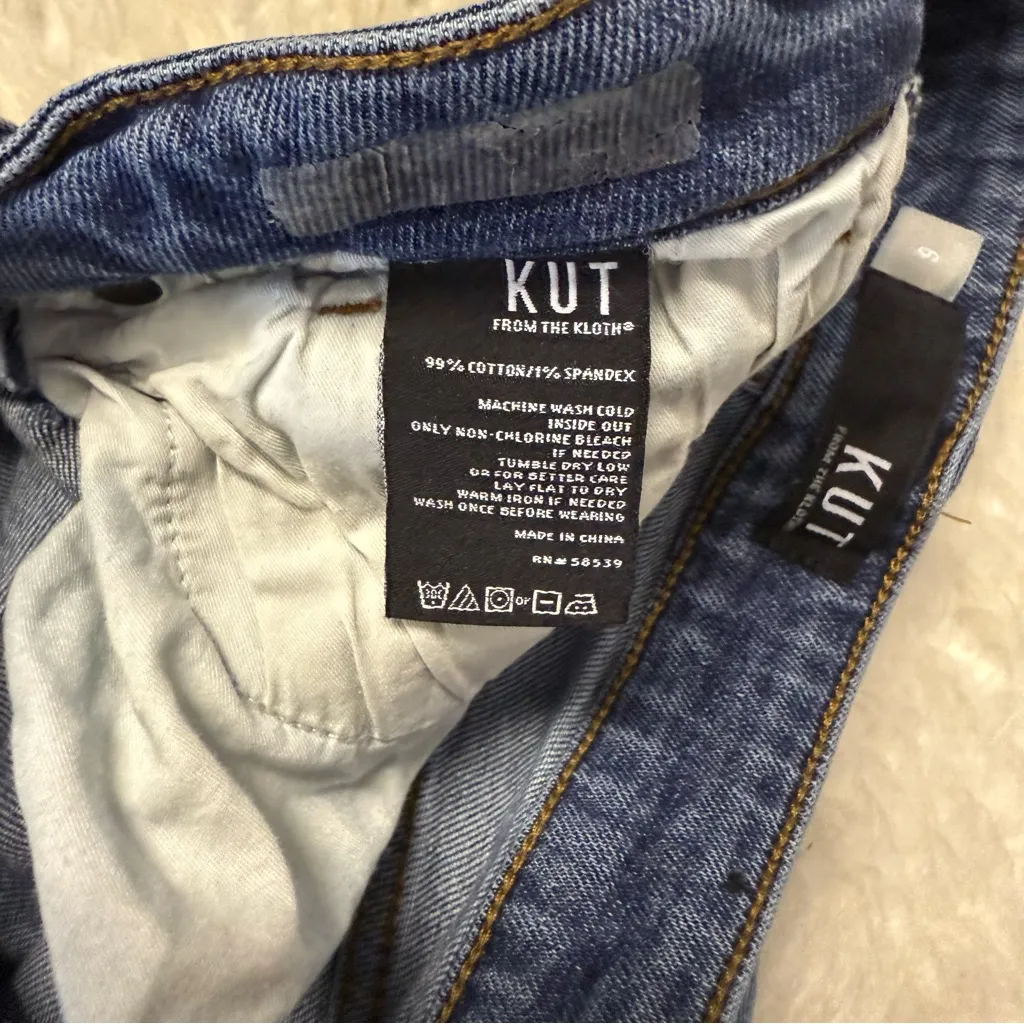 KUT
FROM THE KLOTH®
99% COTTON/1% SPANDEX
MACHINE WASH COLD
INSIDE OUT
ONLY NON-CHLORINE BLEACH
IF NEEDED
TUMBLE DRY LOW
OR FOR BETTER CARE
LAY FLAT TO DRY
WARM IRON IF NEEDED
WASH ONCE BEFORE WEARING
MADE IN CHINA
RN# 58539
30C
OR
KUT
FROM THE KLOTH